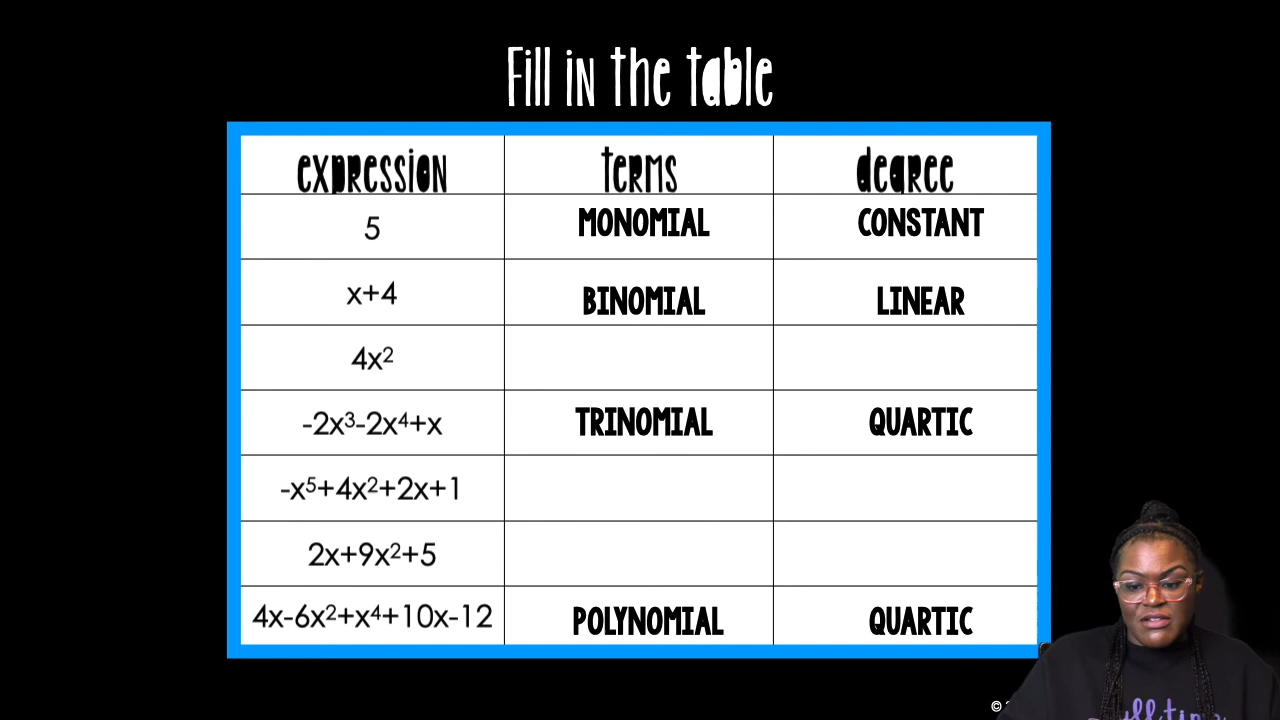 Fill in the table
expression terms degree
5 MONOMIAL CONSTANT
x+4 BINOMIAL LINEAR
4x²
-2x³-2x⁴+x TRINOMIAL QUARTIC
-x⁵+4x²+2x+1
2x+9x²+5
4x-6x²+x⁴+10x-12 POLYNOMIAL QUARTIC
©